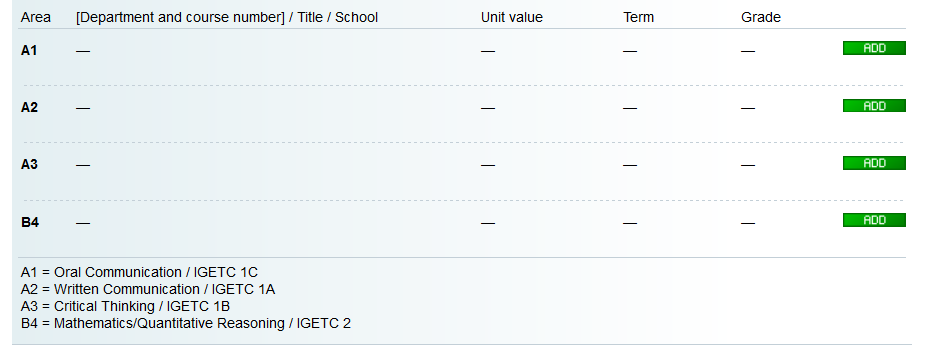 Area [Department and course number] / Title / School Unit value Term Grade
A1 — — — — ADD
A2 — — — — ADD
A3 — — — — ADD
B4 — — — — ADD
A1 = Oral Communication / IGETC 1C
A2 = Written Communication / IGETC 1A
A3 = Critical Thinking / IGETC 1B
B4 = Mathematics/Quantitative Reasoning / IGETC 2